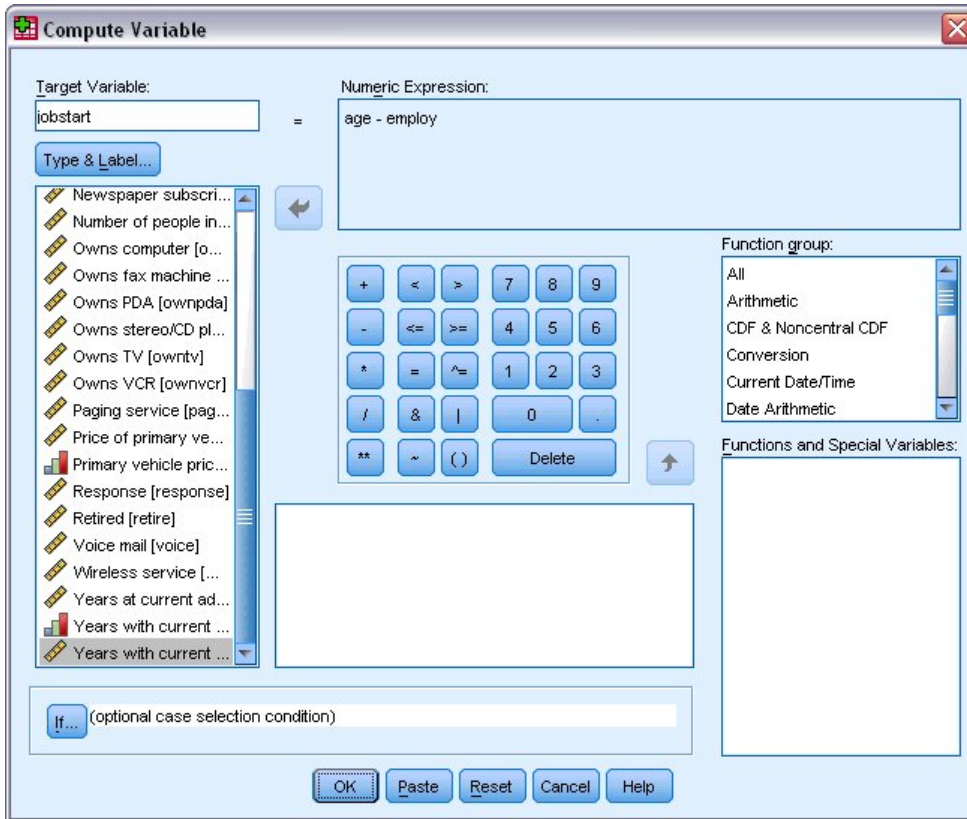 Compute Variable
Target Variable:
jobstart
=
Numeric Expression:
age - employ
Type & Label...
Newspaper subscri...
Number of people in...
Owns computer [o...
Owns fax machine ...
Owns PDA [ownpda]
Owns stereo/CD pl...
Owns TV [owntv]
Owns VCR [ownvcr]
Paging service [pag...
Price of primary ve...
Primary vehicle pric...
Response [response]
Retired [retire]
Voice mail [voice]
Wireless service [...
Years at current ad...
Years with current ...
Years with current ...
+ < > 7 8 9
- <= >= 4 5 6
* = ^= 1 2 3
/ & | 0 .
** ~ ( ) Delete
Function group:
All
Arithmetic
CDF & Noncentral CDF
Conversion
Current Date/Time
Date Arithmetic
Functions and Special Variables:
If... (optional case selection condition)
OK Paste Reset Cancel Help